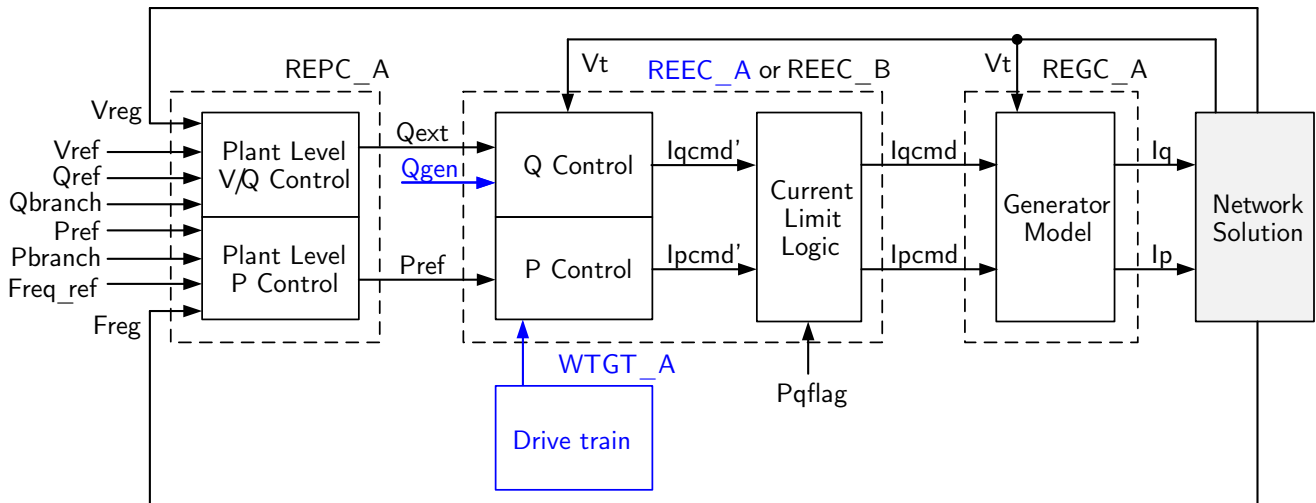 Vt
Vt
REPC_A
REEC_A or REEC_B
REGC_A
Vreg
Vref
Qref
Qbranch
Pref
Pbranch
Freq_ref
Freg
Plant Level
V/Q Control
Plant Level
P Control
Qext
Qgen
Pref
Q Control
P Control
Iqcmd’
Ipcmd’
Current
Limit
Logic
Iqcmd
Ipcmd
Generator
Model
Iq
Ip
Network
Solution
WTGT_A
Drive train
Pqflag